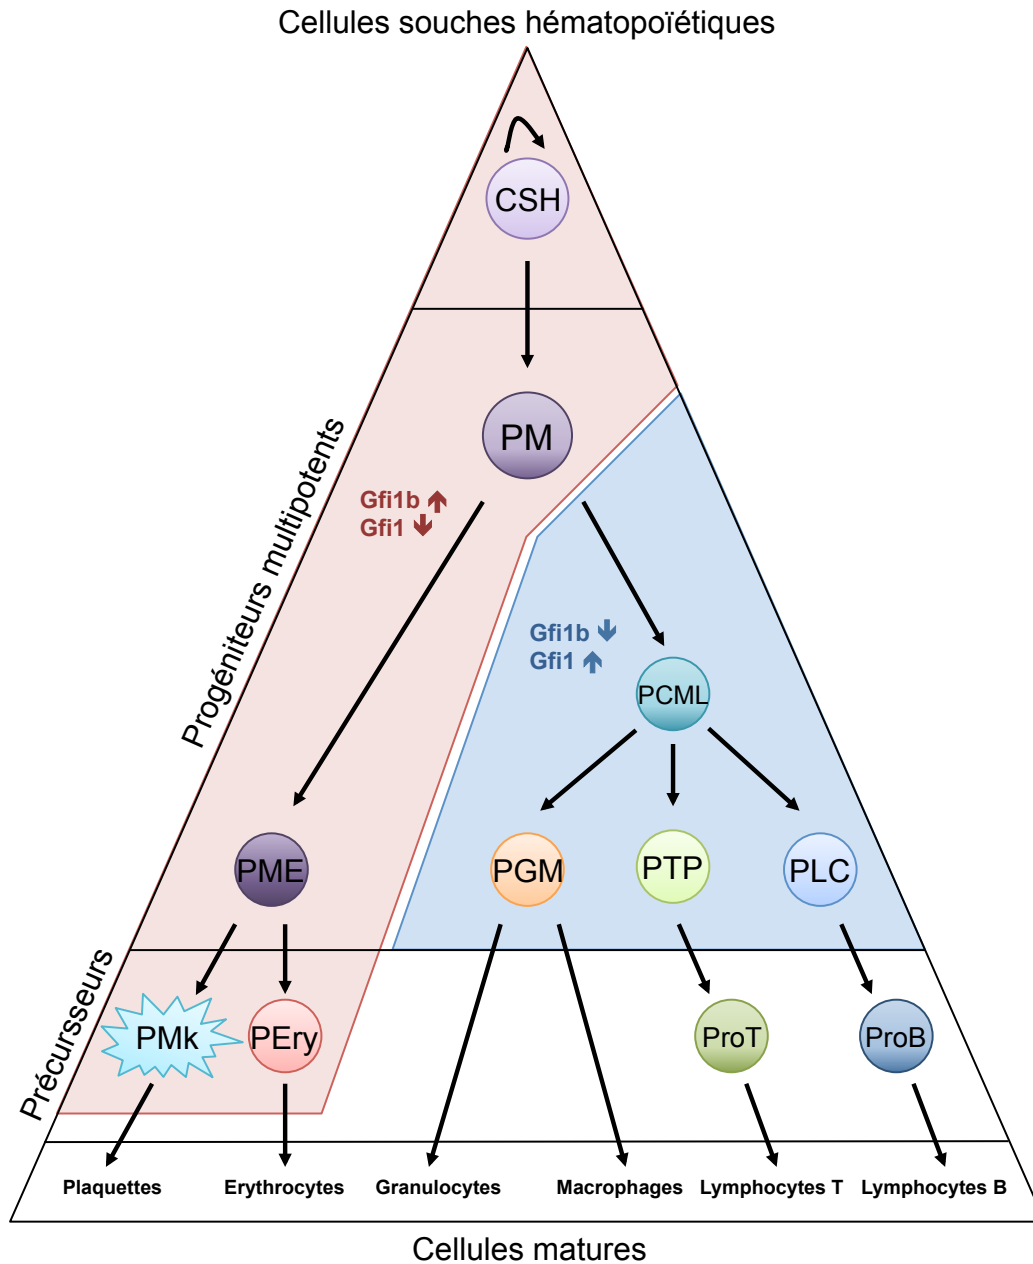 Cellules souches hématopoïétiques
CSH
PM
Progéniteurs multipotents
Gfi1b ↑
Gfi1 ↓
Gfi1b ↓
Gfi1 ↑
PCML
PME
PGM
PTP
PLC
Précursseurs
PMk
PEry
ProT
ProB
Plaquettes
Erythrocytes
Granulocytes
Macrophages
Lymphocytes T
Lymphocytes B
Cellules matures